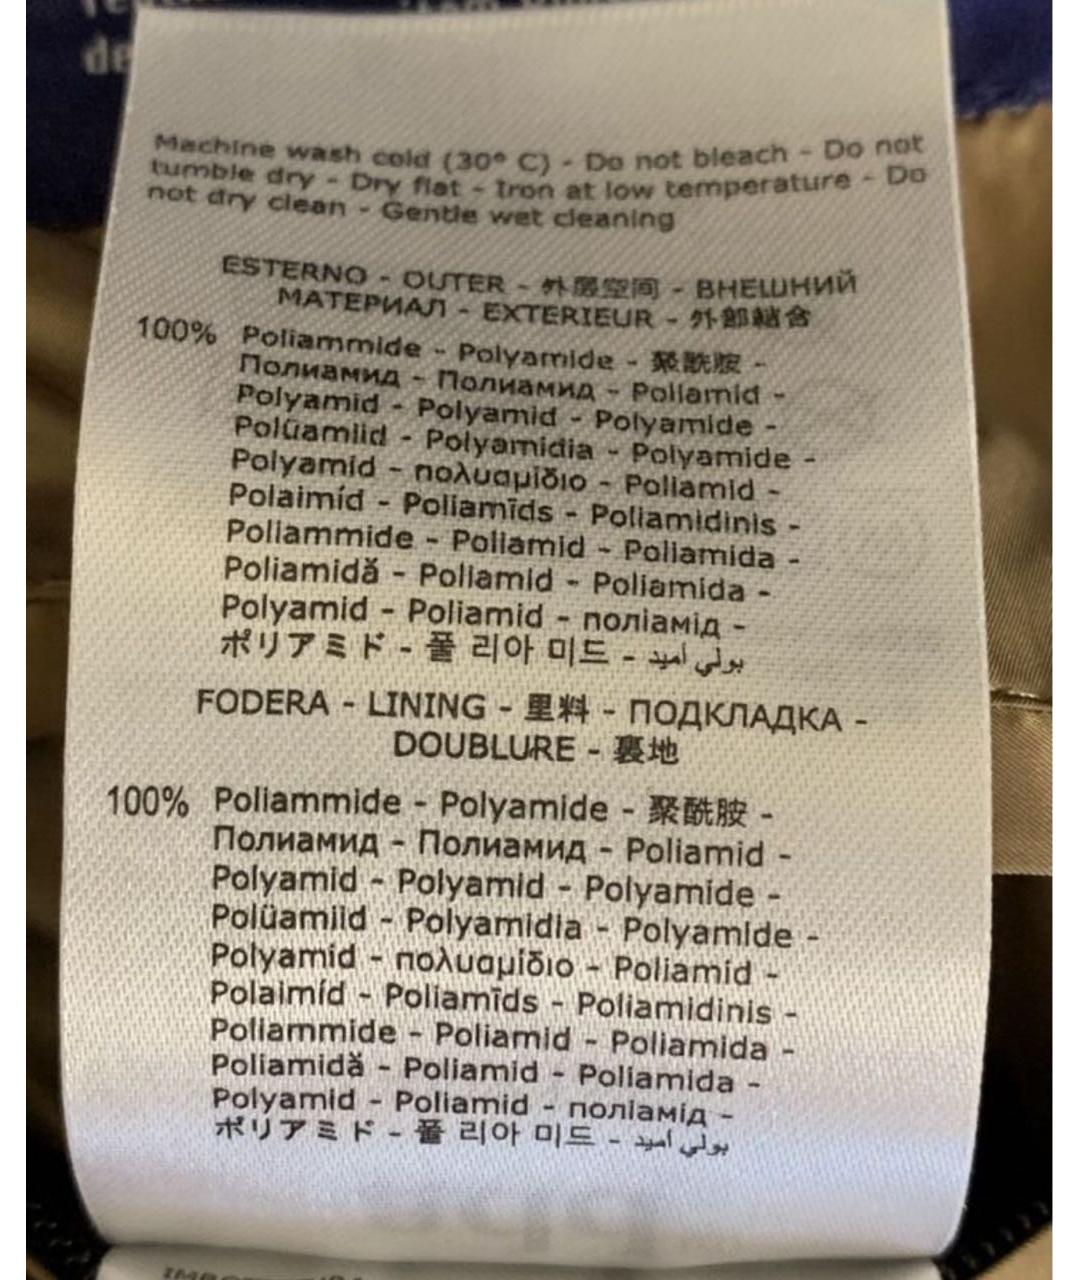 de
Machine wash cold (30° C) - Do not bleach - Do not
tumble dry - Dry flat - Iron at low temperature - Do
not dry clean - Gentle wet cleaning
ESTERNO - OUTER - 外层空间 - ВНЕШНИЙ
МАТЕРИАЛ - EXTERIEUR - 外部結合
100% Poliammide - Polyamide - 聚酰胺 -
Полиамид - Полиамид - Poliamid -
Polyamid - Polyamid - Polyamide -
Polüamiid - Polyamidia - Polyamide -
Polyamid - πολυαμίδιο - Poliamid -
Polaimíd - Poliamīds - Poliamidinis -
Poliammide - Poliamid - Poliamida -
Poliamidă - Poliamid - Poliamida -
Polyamid - Poliamid - поліамід -
ポリアミド - 폴 리아 미드 - بولي أميد
FODERA - LINING - 里料 - ПОДКЛАДКА -
DOUBLURE - 裏地
100% Poliammide - Polyamide - 聚酰胺 -
Полиамид - Полиамид - Poliamid -
Polyamid - Polyamid - Polyamide -
Polüamiid - Polyamidia - Polyamide -
Polyamid - πολυαμίδιο - Poliamid -
Polaimíd - Poliamīds - Poliamidinis -
Poliammide - Poliamid - Poliamida -
Poliamidă - Poliamid - Poliamida -
Polyamid - Poliamid - поліамід -
ポリアミド - 폴 리아 미드 - بولي أميد